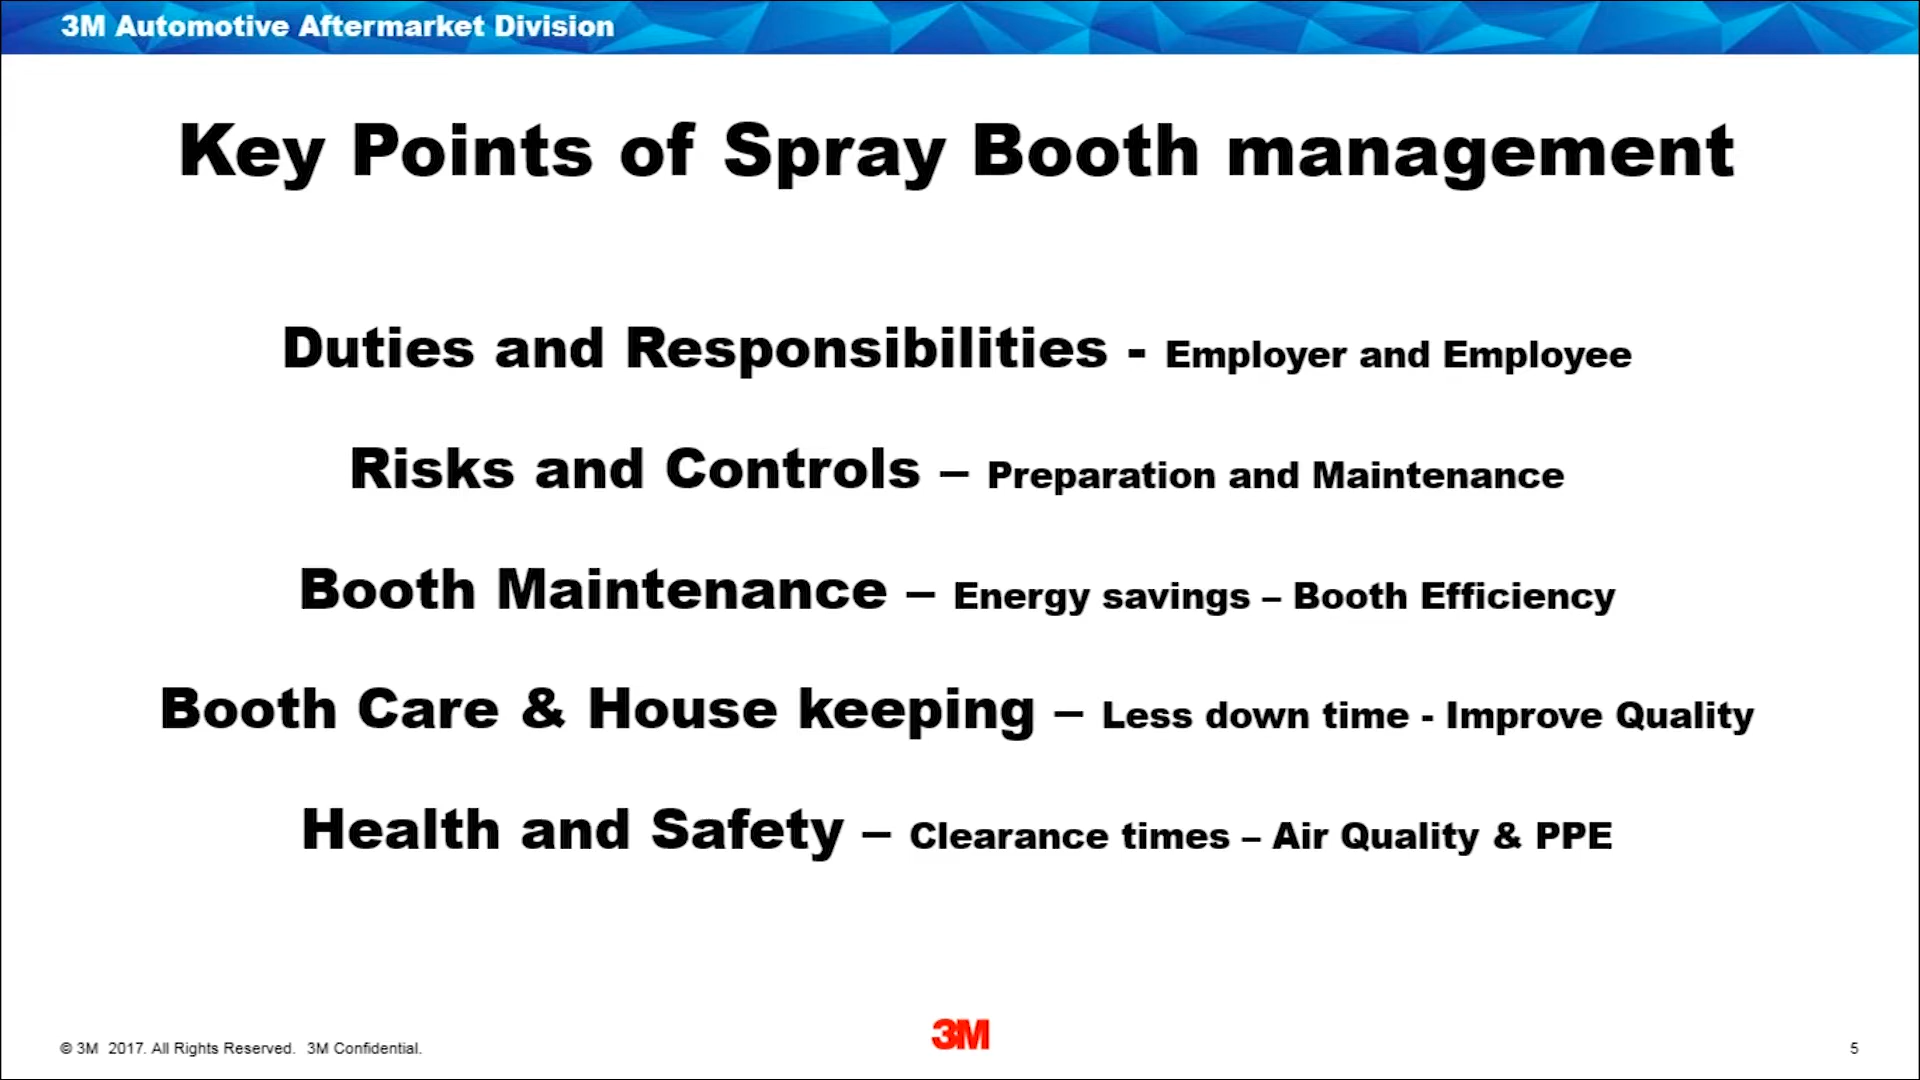 3M Automotive Aftermarket Division
Key Points of Spray Booth management
Duties and Responsibilities - Employer and Employee
Risks and Controls – Preparation and Maintenance
Booth Maintenance – Energy savings – Booth Efficiency
Booth Care & House keeping – Less down time - Improve Quality
Health and Safety – Clearance times – Air Quality & PPE
© 3M 2017. All Rights Reserved. 3M Confidential.
3M
5